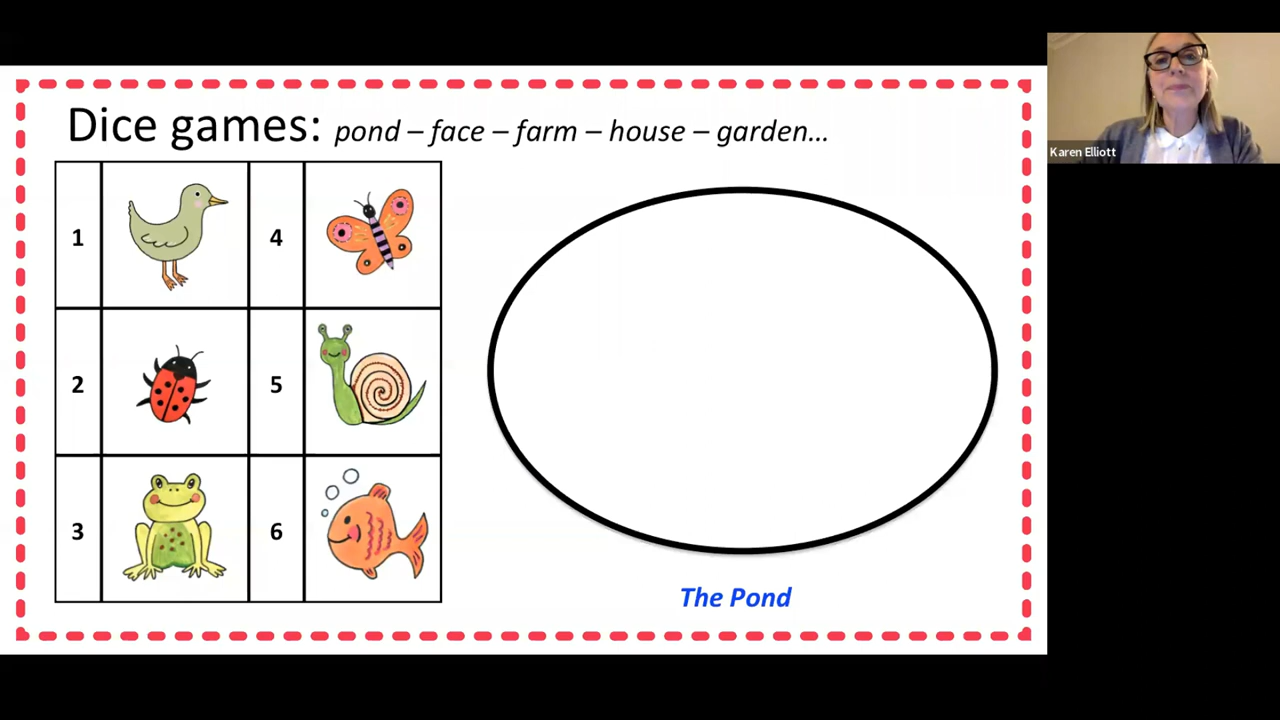 Dice games: pond – face – farm – house – garden...
1
4
2
5
3
6
The Pond
Karen Elliott